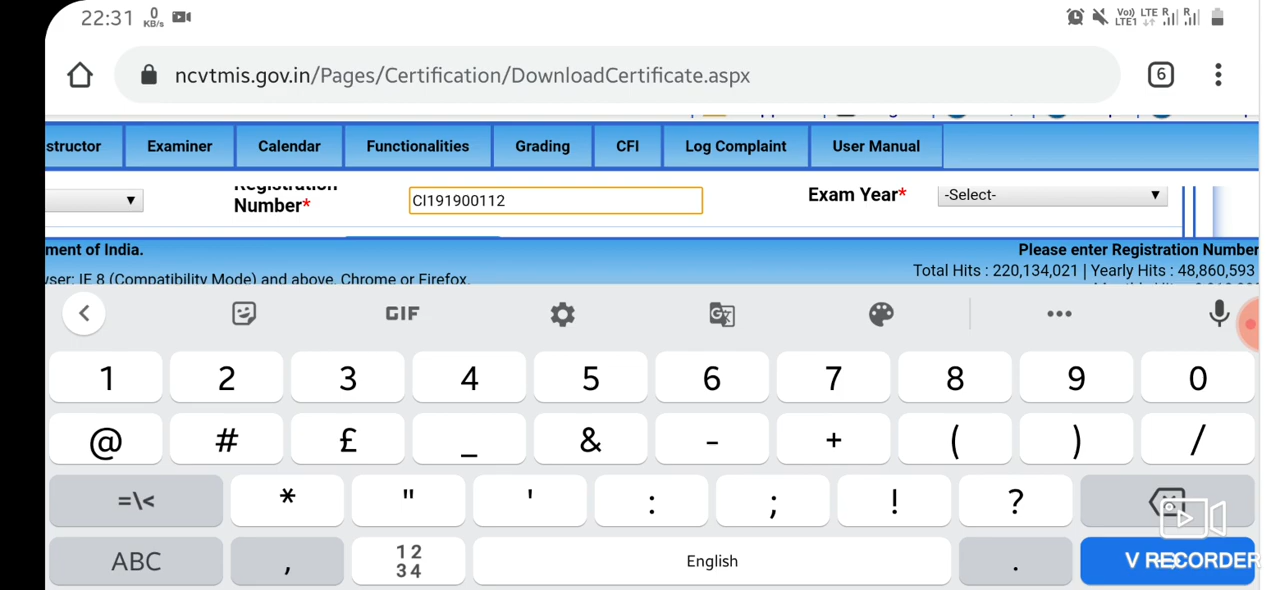 22:31 0 KB/s Vo)) LTE1 LTE R R
ncvtmis.gov.in/Pages/Certification/DownloadCertificate.aspx 6
structor Examiner Calendar Functionalities Grading CFI Log Complaint User Manual
Registration
Number* CI191900112 Exam Year* -Select-
ment of India. Please enter Registration Number
wser: IE 8 (Compatibility Mode) and above, Chrome or Firefox. Total Hits : 220,134,021 | Yearly Hits : 48,860,593
GIF
1 2 3 4 5 6 7 8 9 0
@ # £ _ & - + ( ) /
=\< * " ' : ; ! ?
ABC , 12 34 English .
V RECORDER